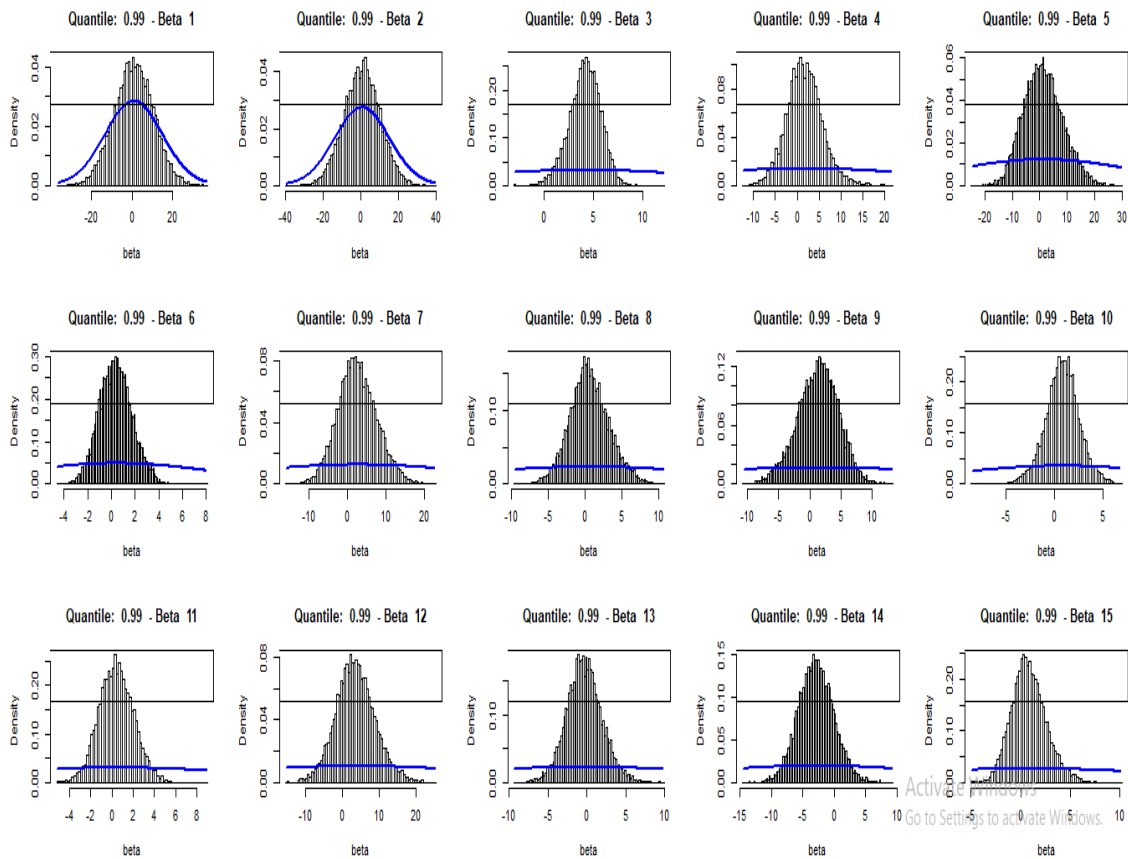 Quantile: 0.99 - Beta 1 Quantile: 0.99 - Beta 2 Quantile: 0.99 - Beta 3 Quantile: 0.99 - Beta 4 Quantile: 0.99 - Beta 5
Density 0.00 0.02 0.04 Density 0.00 0.02 0.04 Density 0.00 0.10 0.20 Density 0.00 0.04 0.08 Density 0.00 0.02 0.04 0.06
-20 0 20 -40 -20 0 20 40 0 5 10 -10 -5 0 5 10 15 20 -20 -10 0 10 20 30
beta beta beta beta beta
Quantile: 0.99 - Beta 6 Quantile: 0.99 - Beta 7 Quantile: 0.99 - Beta 8 Quantile: 0.99 - Beta 9 Quantile: 0.99 - Beta 10
Density 0.00 0.10 0.20 0.30 Density 0.00 0.04 0.08 Density 0.00 0.10 Density 0.00 0.06 0.12 Density 0.00 0.10 0.20
-4 -2 0 2 4 6 8 -10 0 10 20 -10 -5 0 5 10 -10 -5 0 5 10 -5 0 5
beta beta beta beta beta
Quantile: 0.99 - Beta 11 Quantile: 0.99 - Beta 12 Quantile: 0.99 - Beta 13 Quantile: 0.99 - Beta 14 Quantile: 0.99 - Beta 15
Density 0.00 0.10 0.20 Density 0.00 0.04 0.08 Density 0.00 0.10 Density 0.00 0.05 0.10 0.15 Density 0.00 0.10 0.20
-4 -2 0 2 4 6 8 -10 0 10 20 -10 -5 0 5 10 -15 -10 -5 0 5 10 -5 0 5 10
beta beta beta beta beta
Activate Windows
Go to Settings to activate Windows.